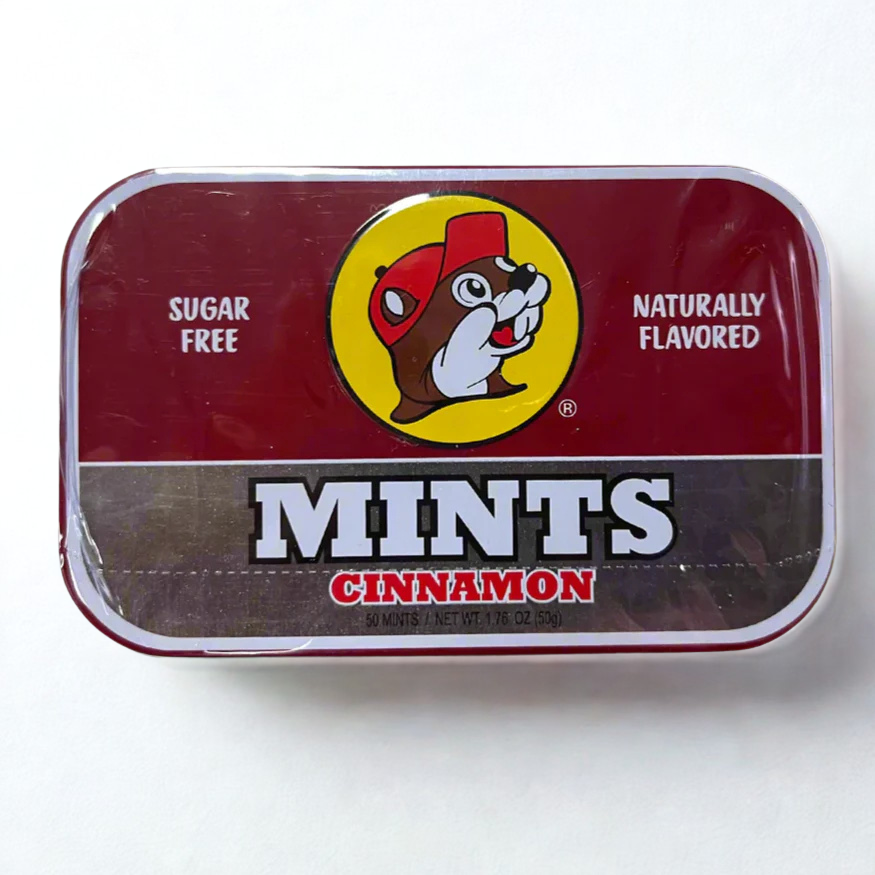 SUGAR
FREE
NATURALLY
FLAVORED
®
MINTS
CINNAMON
50 MINTS / NET WT. 1.76 OZ (50g)